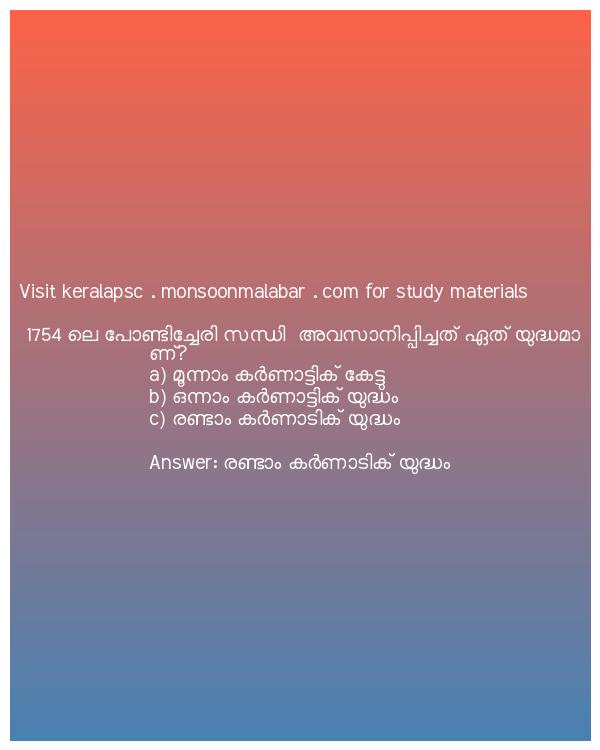 Visit keralapsc . monsoonmalabar . com for study materials
1754 ലെ പോണ്ടിച്ചേരി സന്ധി അവസാനിപ്പിച്ചത് ഏത് യുദ്ധമാ
ണ്?
a) മൂന്നാം കർണാട്ടിക് കേട്ടു
b) ഒന്നാം കർണാട്ടിക് യുദ്ധം
c) രണ്ടാം കർണാടിക് യുദ്ധം
Answer: രണ്ടാം കർണാടിക് യുദ്ധം